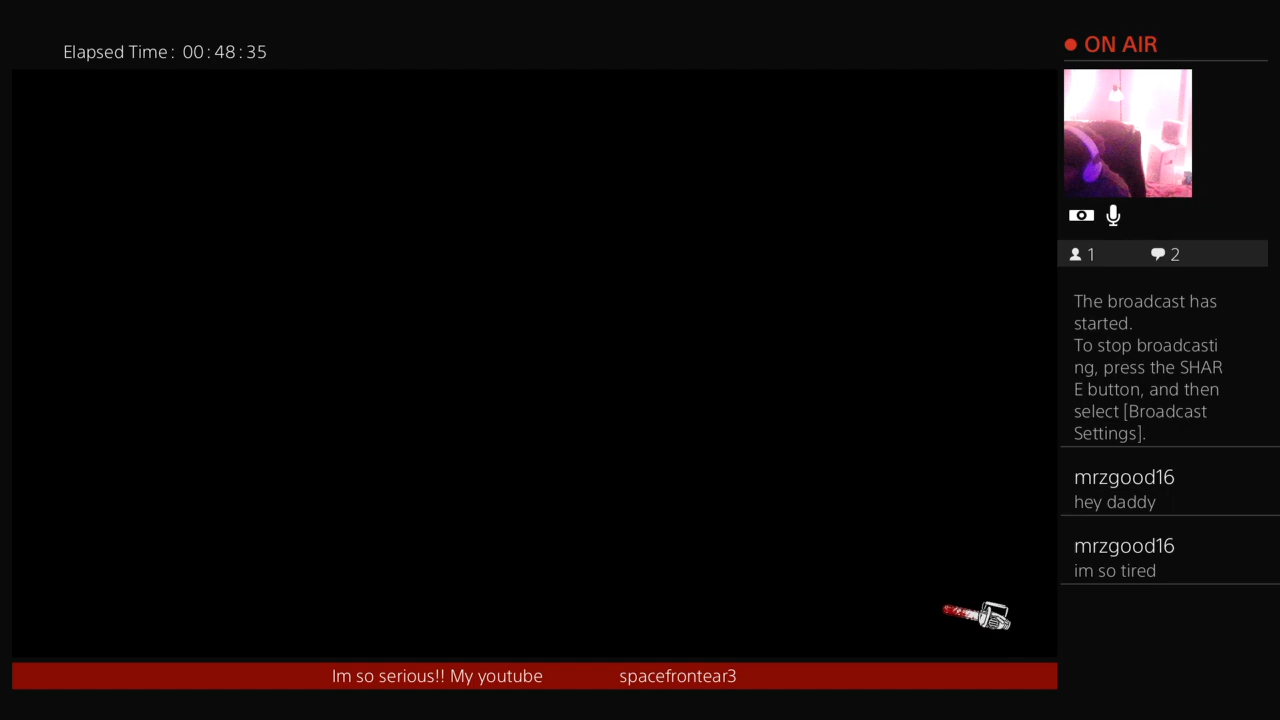 Elapsed Time: 00:48:35
ON AIR
1 2
The broadcast has
started.
To stop broadcasti
ng, press the SHAR
E button, and then
select [Broadcast
Settings].
mrzgood16
hey daddy
mrzgood16
im so tired
Im so serious!! My youtube spacefrontear3